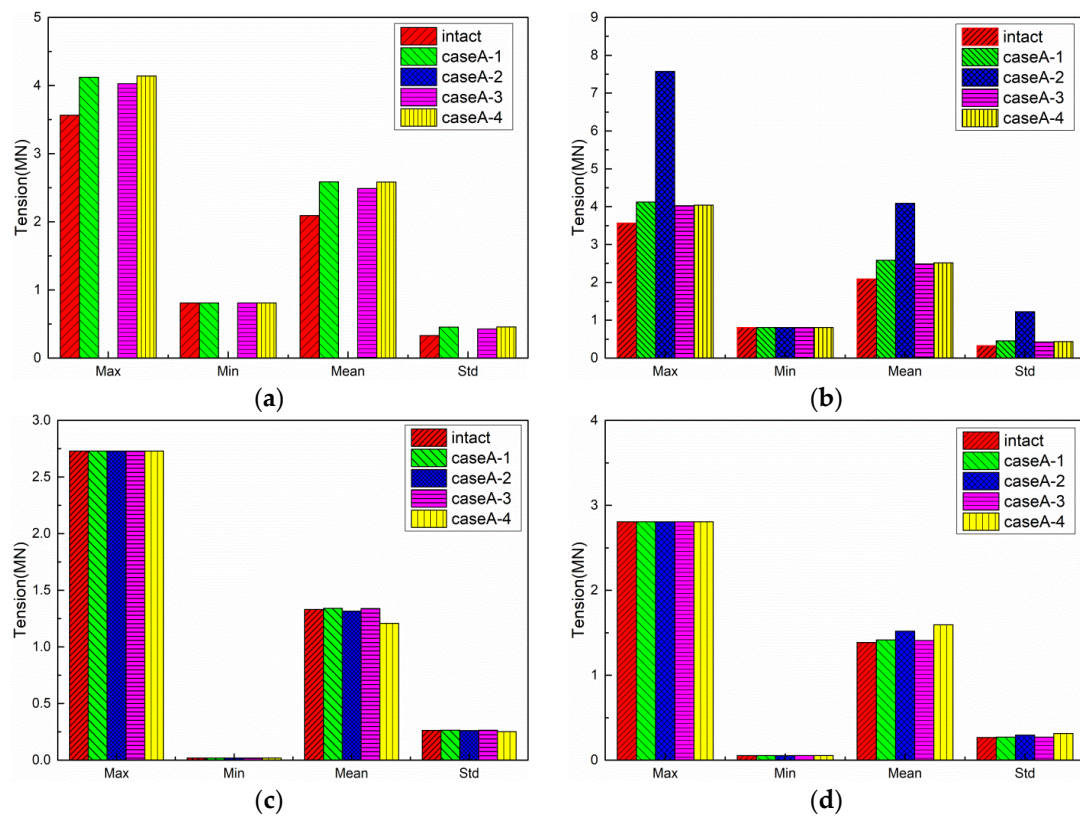 5
4
3
2
1
0
Tension(MN)
intact
caseA-1
caseA-2
caseA-3
caseA-4
Max
Min
Mean
Std
(a)
9
8
7
6
5
4
3
2
1
0
Tension(MN)
intact
caseA-1
caseA-2
caseA-3
caseA-4
Max
Min
Mean
Std
(b)
3.0
2.5
2.0
1.5
1.0
0.5
0.0
Tension(MN)
intact
caseA-1
caseA-2
caseA-3
caseA-4
Max
Min
Mean
Std
(c)
4
3
2
1
0
Tension(MN)
intact
caseA-1
caseA-2
caseA-3
caseA-4
Max
Min
Mean
Std
(d)